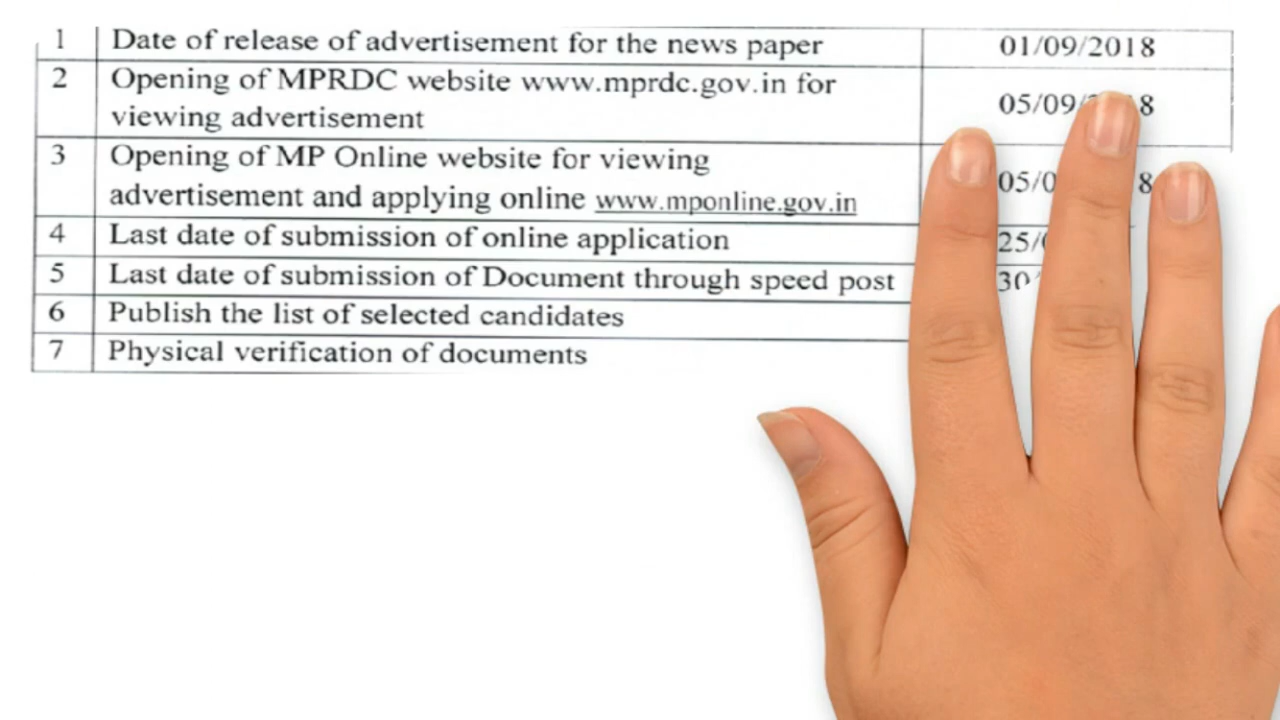 1 Date of release of advertisement for the news paper 01/09/2018
2 Opening of MPRDC website www.mprdc.gov.in for
viewing advertisement
3 Opening of MP Online website for viewing
advertisement and applying online www.mponline.gov.in
4 Last date of submission of online application
5 Last date of submission of Document through speed post
6 Publish the list of selected candidates
7 Physical verification of documents